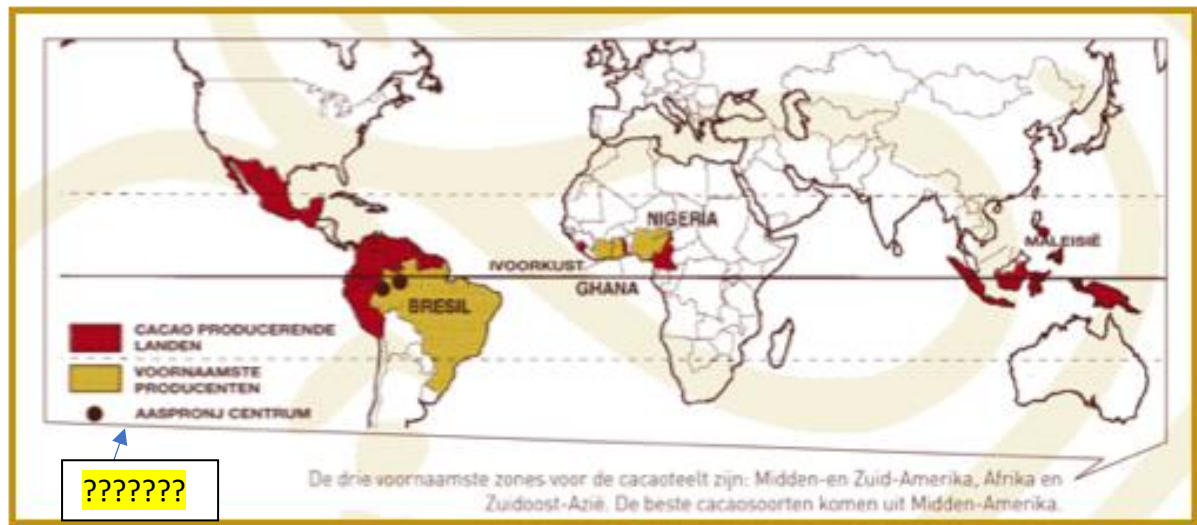 NIGERIA
MALEISIË
IVOORKUST
GHANA
BRESIL
CACAO PRODUCERENDE
LANDEN
VOORNAAMSTE
PRODUCENTEN
AASPRONJ CENTRUM
???????
De drie voornaamste zones voor de cacaoteelt zijn: Midden-en Zuid-Amerika, Afrika en
Zuidoost-Azië. De beste cacaosoorten komen uit Midden-Amerika.